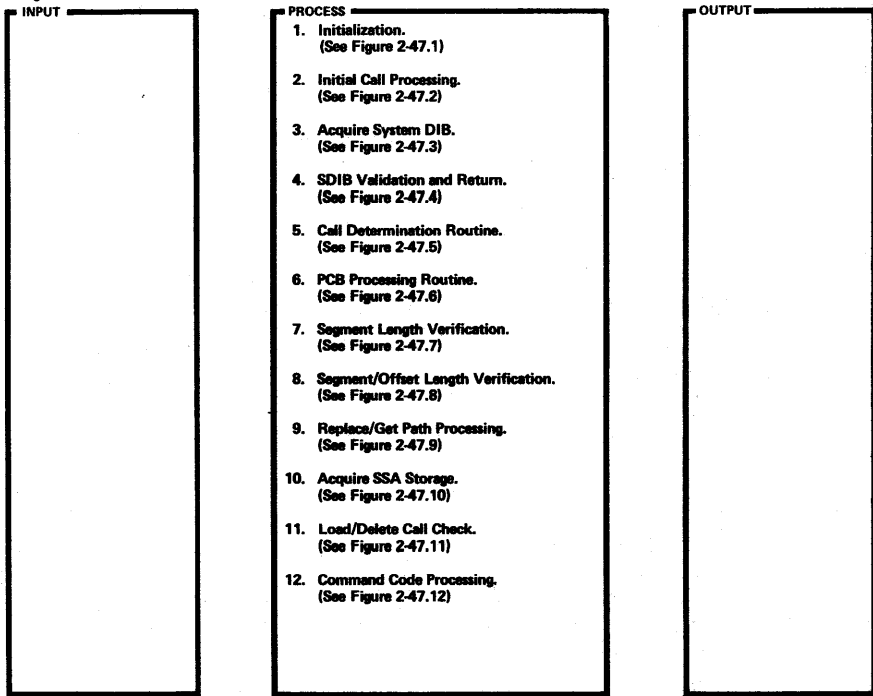 INPUT
PROCESS
1. Initialization.
(See Figure 2-47.1)
2. Initial Call Processing.
(See Figure 2-47.2)
3. Acquire System DIB.
(See Figure 2-47.3)
4. SDIB Validation and Return.
(See Figure 2-47.4)
5. Call Determination Routine.
(See Figure 2-47.5)
6. PCB Processing Routine.
(See Figure 2-47.6)
7. Segment Length Verification.
(See Figure 2-47.7)
8. Segment/Offset Length Verification.
(See Figure 2-47.8)
9. Replace/Get Path Processing.
(See Figure 2-47.9)
10. Acquire SSA Storage.
(See Figure 2-47.10)
11. Load/Delete Call Check.
(See Figure 2-47.11)
12. Command Code Processing.
(See Figure 2-47.12)
OUTPUT